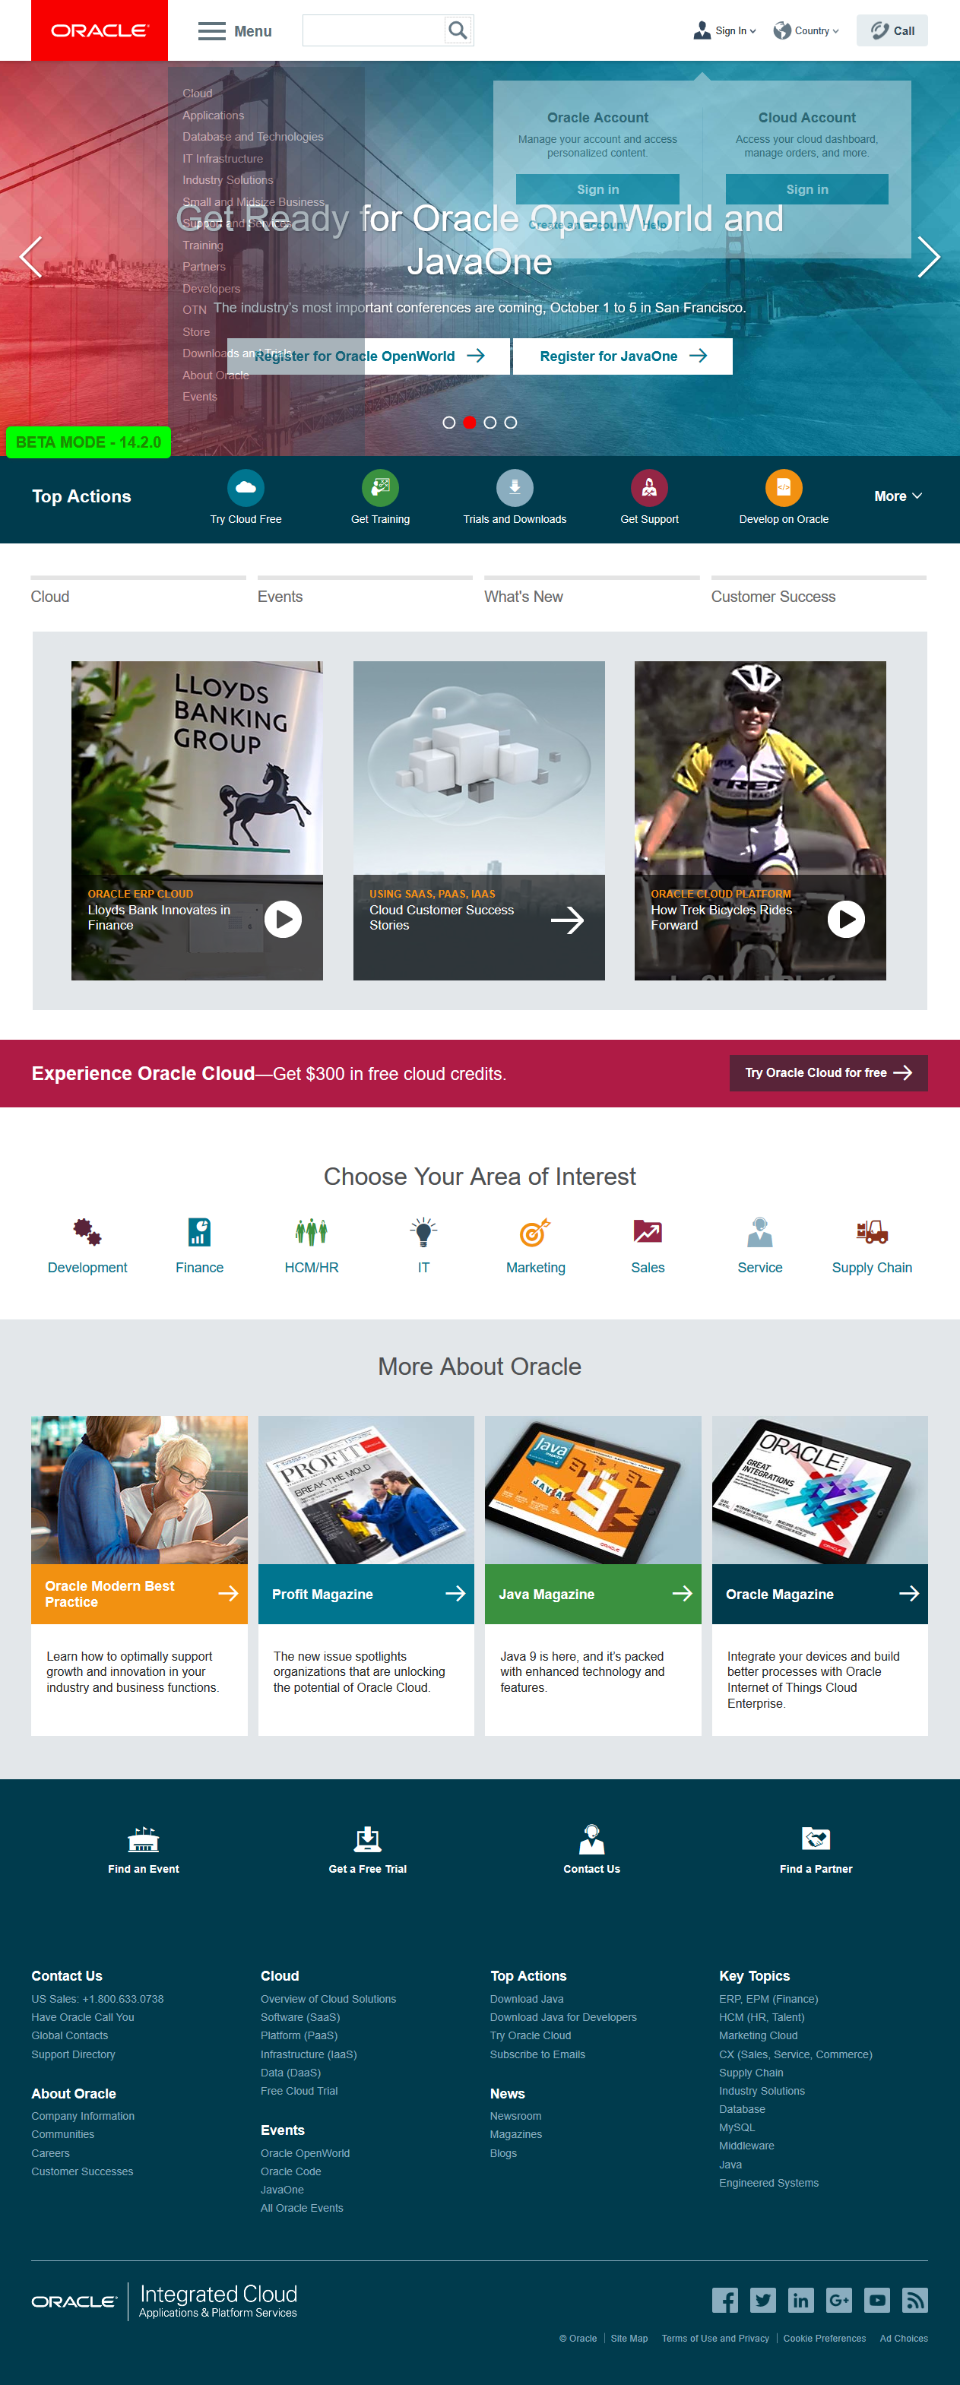 ORACLE
Menu
Sign In
Country
Call
Cloud
Applications
Database and Technologies
IT Infrastructure
Industry Solutions
Small and Midsize Business
Support and Services
Training
Partners
Developers
OTN
Store
Downloads and Trials
About Oracle
Events
Oracle Account
Manage your account and access
personalized content.
Sign in
Create an account
Help
Cloud Account
Access your cloud dashboard,
manage orders, and more.
Sign in
Get Ready for Oracle OpenWorld and
JavaOne
The industry's most important conferences are coming, October 1 to 5 in San Francisco.
Register for Oracle OpenWorld
Register for JavaOne
BETA MODE - 14.2.0
Top Actions
Try Cloud Free
Get Training
Trials and Downloads
Get Support
Develop on Oracle
More
Cloud
Events
What's New
Customer Success
LLOYDS
BANKING
GROUP
ORACLE ERP CLOUD
Lloyds Bank Innovates in
Finance
USING SAAS, PAAS, IAAS
Cloud Customer Success
Stories
TREK
ORACLE CLOUD PLATFORM
How Trek Bicycles Rides
Forward
Experience Oracle Cloud—Get $300 in free cloud credits.
Try Oracle Cloud for free
Choose Your Area of Interest
Development
Finance
HCM/HR
IT
Marketing
Sales
Service
Supply Chain
More About Oracle
PROFIT
BREAK THE MOLD
Java
JAVA 9
ORACLE
GREAT
INTEGRATIONS
Oracle Modern Best
Practice
Learn how to optimally support
growth and innovation in your
industry and business functions.
Profit Magazine
The new issue spotlights
organizations that are unlocking
the potential of Oracle Cloud.
Java Magazine
Java 9 is here, and it's packed
with enhanced technology and
features.
Oracle Magazine
Integrate your devices and build
better processes with Oracle
Internet of Things Cloud
Enterprise.
Find an Event
Get a Free Trial
Contact Us
Find a Partner
Contact Us
US Sales: +1.800.633.0738
Have Oracle Call You
Global Contacts
Support Directory
About Oracle
Company Information
Communities
Careers
Customer Successes
Cloud
Overview of Cloud Solutions
Software (SaaS)
Platform (PaaS)
Infrastructure (IaaS)
Data (DaaS)
Free Cloud Trial
Events
Oracle OpenWorld
Oracle Code
JavaOne
All Oracle Events
Top Actions
Download Java
Download Java for Developers
Try Oracle Cloud
Subscribe to Emails
News
Newsroom
Magazines
Blogs
Key Topics
ERP, EPM (Finance)
HCM (HR, Talent)
Marketing Cloud
CX (Sales, Service, Commerce)
Supply Chain
Industry Solutions
Database
MySQL
Middleware
Java
Engineered Systems
ORACLE
Integrated Cloud
Applications & Platform Services
© Oracle
Site Map
Terms of Use and Privacy
Cookie Preferences
Ad Choices